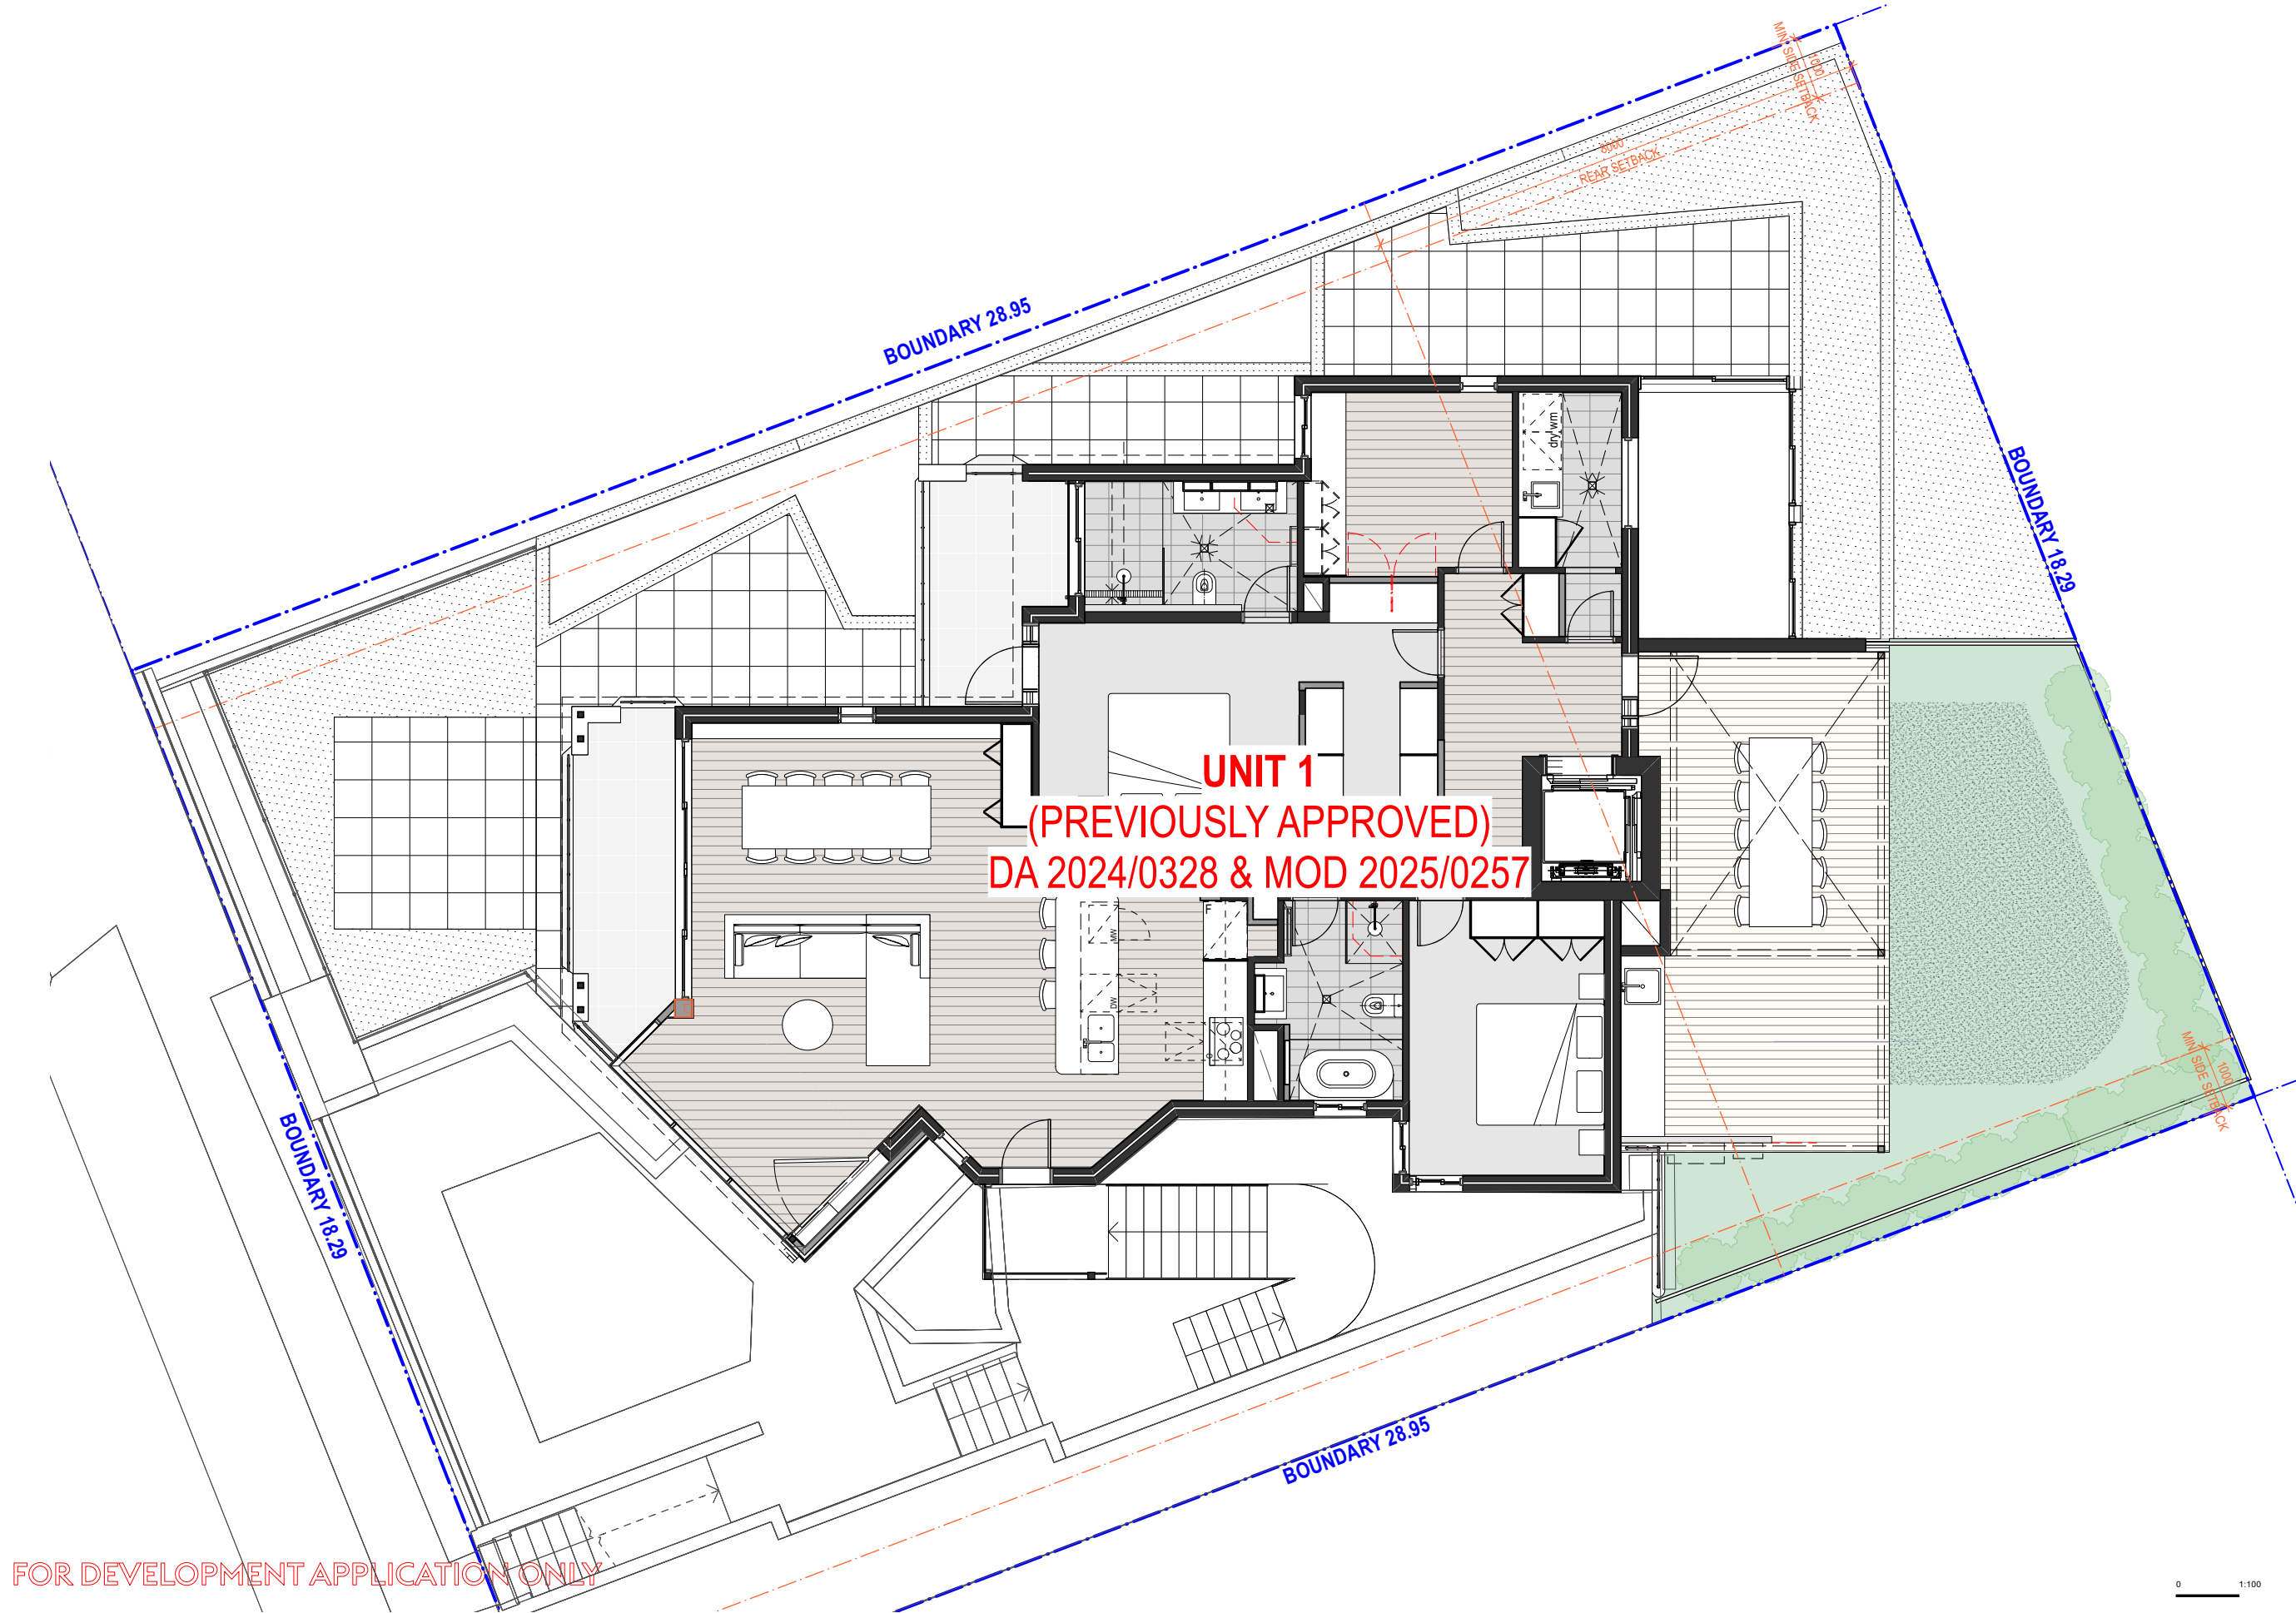 MIN SIDE SETBACK
1000
8000
REAR SETBACK
BOUNDARY 28.95
dry wm
BOUNDARY 18.29
UNIT 1
(PREVIOUSLY APPROVED)
DA 2024/0328 & MOD 2025/0257
F
MW
DW
O
MIN SIDE SETBACK
1000
BOUNDARY 18.29
BOUNDARY 28.95
FOR DEVELOPMENT APPLICATION ONLY
0 1:100